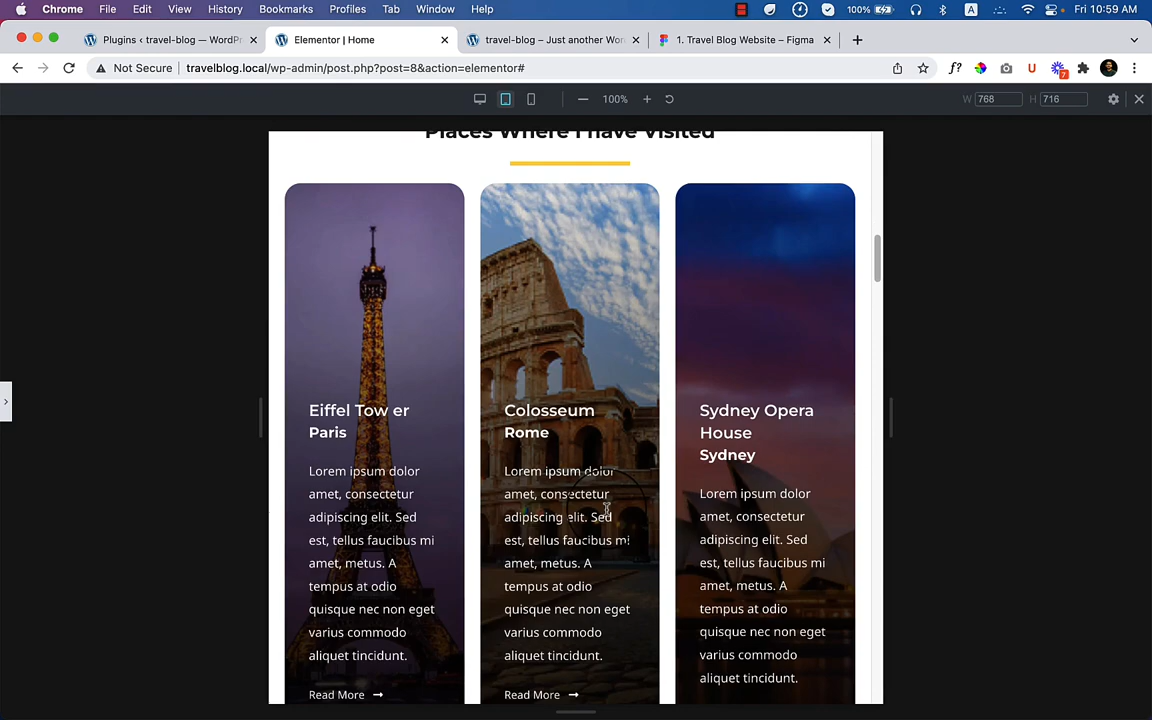 Chrome File Edit View History Bookmarks Profiles Tab Window Help 100% A Fri 10:59 AM
Plugins ‹ travel-blog — WordPr
Elementor | Home
travel-blog – Just another Wor
1. Travel Blog Website – Figma
Not Secure travelblog.local/wp-admin/post.php?post=8&action=elementor# f? U 7
100% W 768 H 716
Places Where I have Visited
Eiffel Tow er
Paris
Lorem ipsum dolor
amet, consectetur
adipiscing elit. Sed
est, tellus faucibus mi
amet, metus. A
tempus at odio
quisque nec non eget
varius commodo
aliquet tincidunt.
Read More
Colosseum
Rome
Lorem ipsum dolor
amet, consectetur
adipiscing elit. Sed
est, tellus faucibus mi
amet, metus. A
tempus at odio
quisque nec non eget
varius commodo
aliquet tincidunt.
Read More
Sydney Opera
House
Sydney
Lorem ipsum dolor
amet, consectetur
adipiscing elit. Sed
est, tellus faucibus mi
amet, metus. A
tempus at odio
quisque nec non eget
varius commodo
aliquet tincidunt.